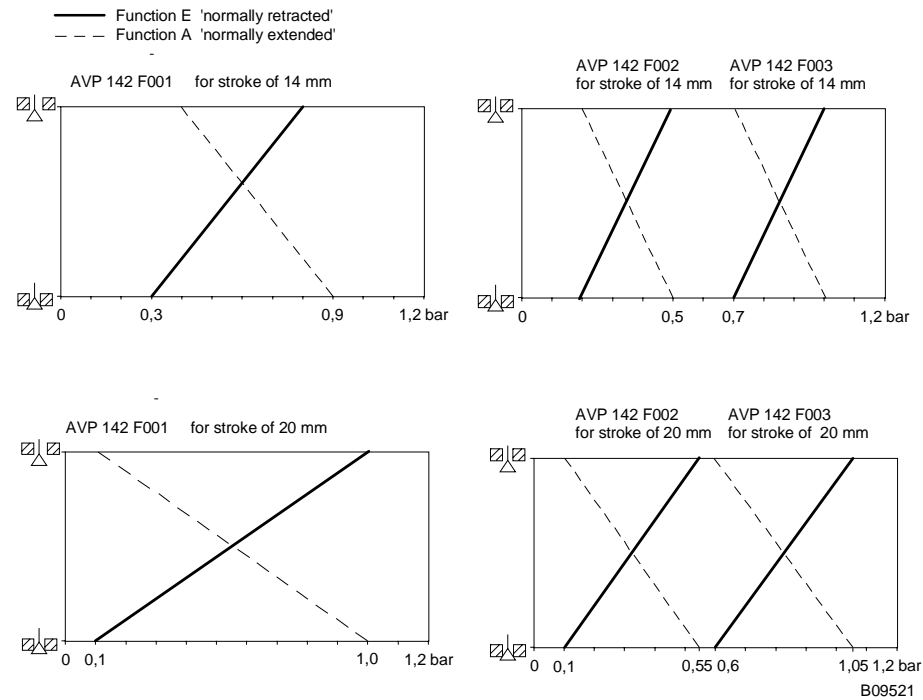 Function E 'normally retracted'
Function A 'normally extended'
AVP 142 F001 for stroke of 14 mm
0 0,3 0,9 1,2 bar
AVP 142 F002 AVP 142 F003
for stroke of 14 mm for stroke of 14 mm
0 0,5 0,7 1,2 bar
AVP 142 F001 for stroke of 20 mm
0 0,1 1,0 1,2 bar
AVP 142 F002 AVP 142 F003
for stroke of 20 mm for stroke of 20 mm
0 0,1 0,55 0,6 1,05 1,2 bar
B09521